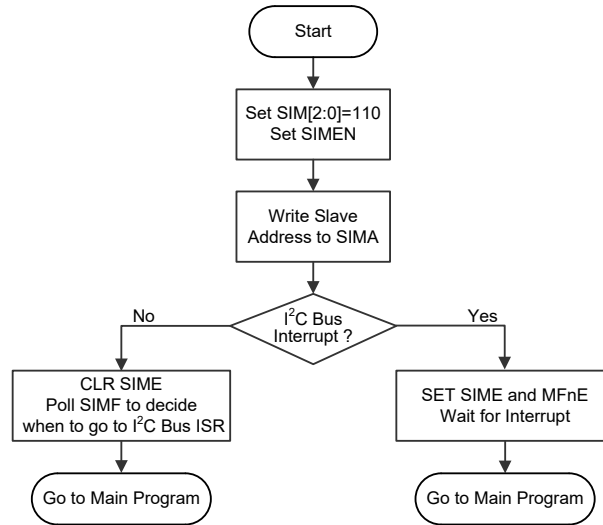 Start
Set SIM[2:0]=110
Set SIMEN
Write Slave
Address to SIMA
I²C Bus
Interrupt ?
No
Yes
CLR SIME
Poll SIMF to decide
when to go to I²C Bus ISR
SET SIME and MFnE
Wait for Interrupt
Go to Main Program
Go to Main Program